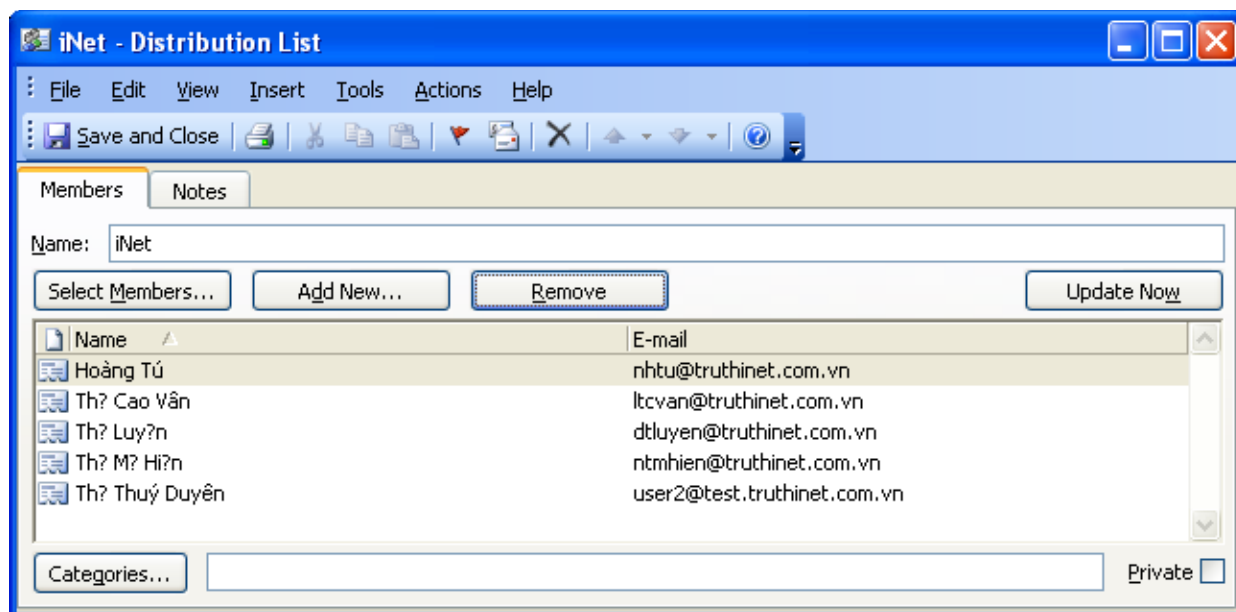 iNet - Distribution List
File Edit View Insert Tools Actions Help
Save and Close
Members Notes
Name: iNet
Select Members... Add New... Remove Update Now
Name E-mail
Hoàng Tú nhtu@truthinet.com.vn
Th? Cao Vân ltcvan@truthinet.com.vn
Th? Luy?n dtluyen@truthinet.com.vn
Th? M? Hi?n ntmhien@truthinet.com.vn
Th? Thuý Duyên user2@test.truthinet.com.vn
Categories... Private